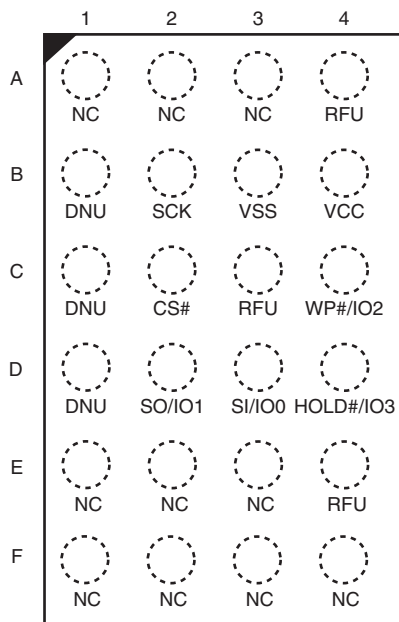 1 2 3 4
A
NC NC NC RFU
B
DNU SCK VSS VCC
C
DNU CS# RFU WP#/IO2
D
DNU SO/IO1 SI/IO0 HOLD#/IO3
E
NC NC NC RFU
F
NC NC NC NC